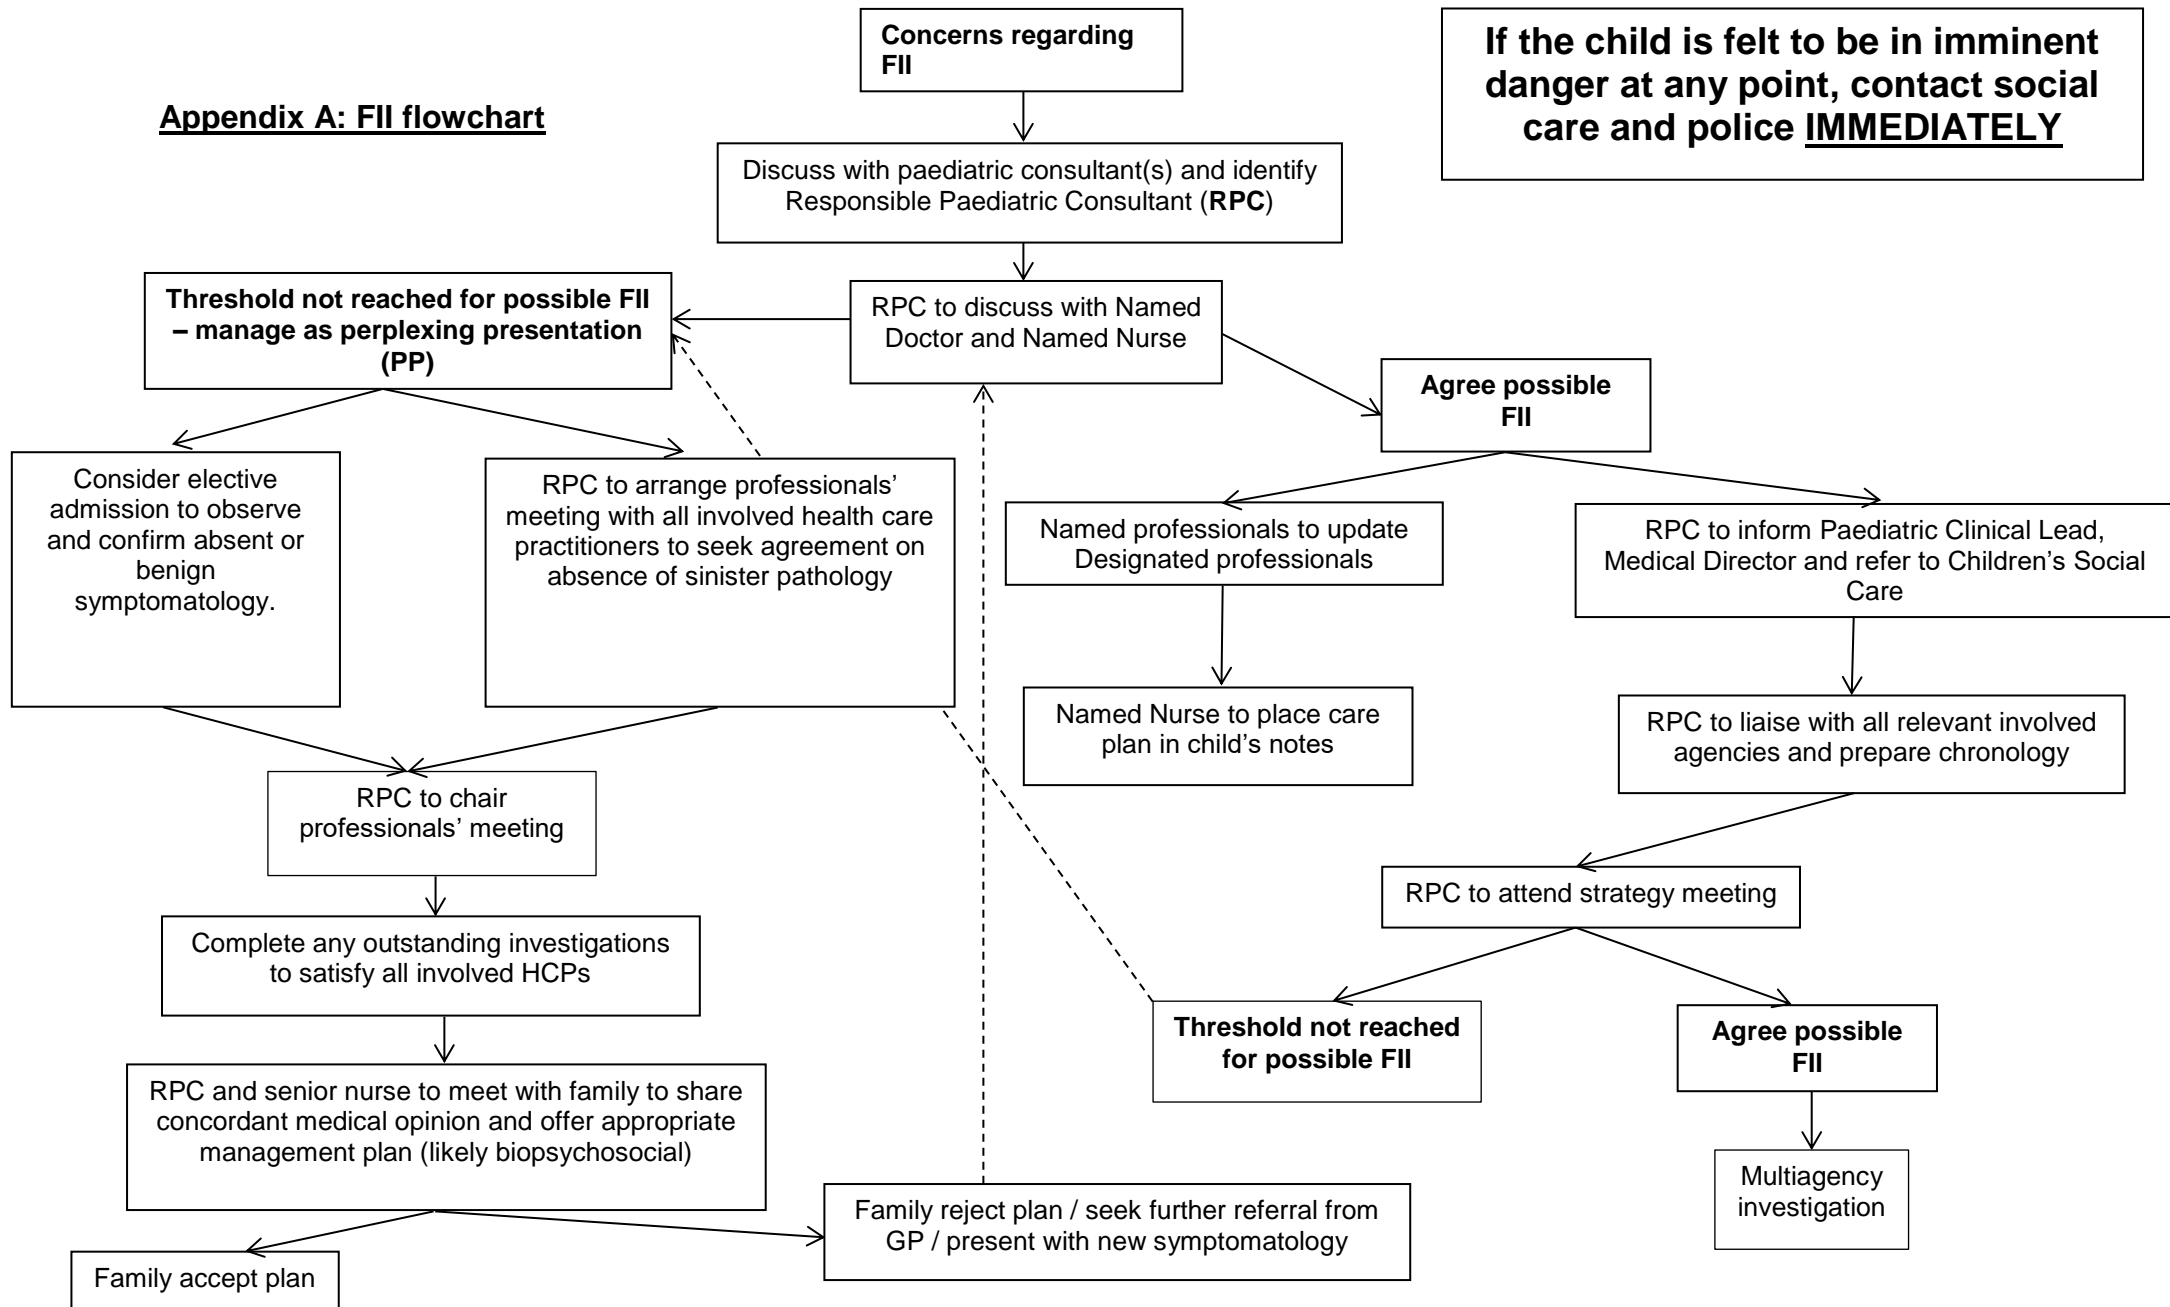 Concerns regarding
FII
If the child is felt to be in imminent
danger at any point, contact social
care and police IMMEDIATELY
Appendix A: FII flowchart
Discuss with paediatric consultant(s) and identify
Responsible Paediatric Consultant (RPC)
Threshold not reached for possible FII
– manage as perplexing presentation
(PP)
RPC to discuss with Named
Doctor and Named Nurse
Agree possible
FII
Consider elective
admission to observe
and confirm absent or
benign
symptomatology.
RPC to arrange professionals’
meeting with all involved health care
practitioners to seek agreement on
absence of sinister pathology
Named professionals to update
Designated professionals
RPC to inform Paediatric Clinical Lead,
Medical Director and refer to Children’s Social
Care
Named Nurse to place care
plan in child’s notes
RPC to liaise with all relevant involved
agencies and prepare chronology
RPC to chair
professionals’ meeting
RPC to attend strategy meeting
Complete any outstanding investigations
to satisfy all involved HCPs
Threshold not reached
for possible FII
Agree possible
FII
RPC and senior nurse to meet with family to share
concordant medical opinion and offer appropriate
management plan (likely biopsychosocial)
Multiagency
investigation
Family reject plan / seek further referral from
GP / present with new symptomatology
Family accept plan